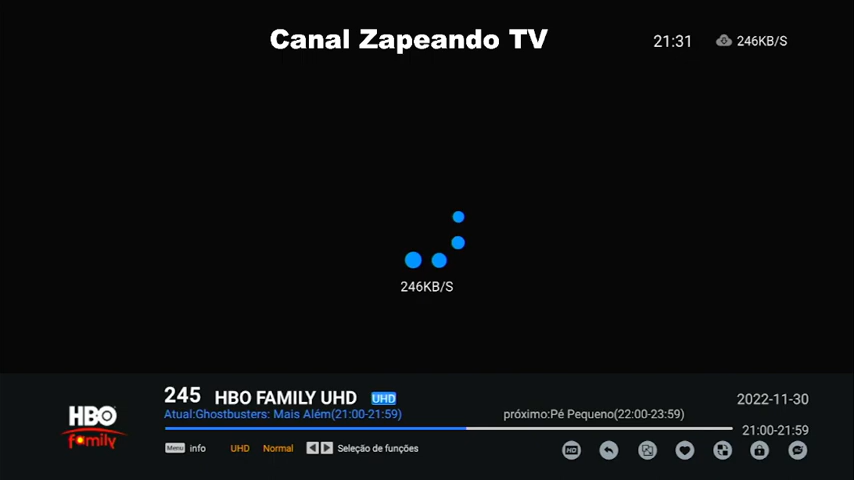 Canal Zapeando TV
21:31
246KB/S
246KB/S
245 HBO FAMILY UHD UHD
2022-11-30
HBO
family
Atual:Ghostbusters: Mais Além(21:00-21:59)
próximo:Pé Pequeno(22:00-23:59)
21:00-21:59
Menu info UHD Normal Seleção de funções
HD